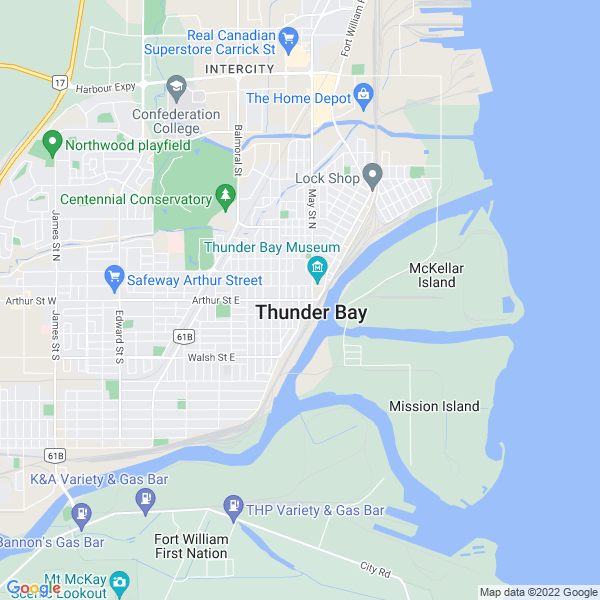 Real Canadian
Superstore Carrick St
Fort William R
INTERCITY
17
Harbour Expy
The Home Depot
Confederation
College
Balmoral St
Northwood playfield
Lock Shop
Centennial Conservatory
May St N
James St N
Thunder Bay Museum
McKellar
Island
Safeway Arthur Street
Arthur St W
Arthur St E
Thunder Bay
James St S
Edward St S
61B
Walsh St E
Mission Island
61B
K&A Variety & Gas Bar
THP Variety & Gas Bar
Bannon's Gas Bar
Fort William
First Nation
City Rd
Mt McKay
Scenic Lookout
Google
Map data ©2022 Google